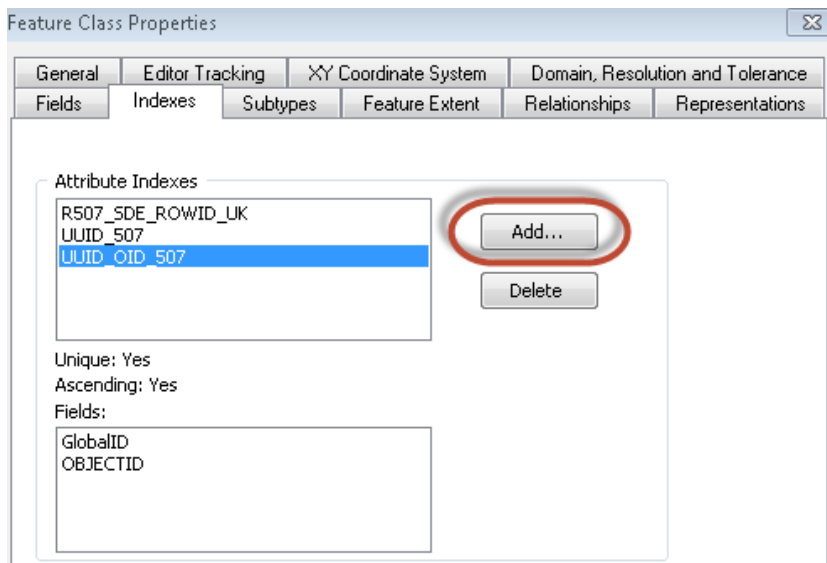 Feature Class Properties
General Editor Tracking XY Coordinate System Domain, Resolution and Tolerance
Fields Indexes Subtypes Feature Extent Relationships Representations
Attribute Indexes
R507_SDE_ROWID_UK
UUID_507
UUID_OID_507
Add...
Delete
Unique: Yes
Ascending: Yes
Fields:
GlobalID
OBJECTID